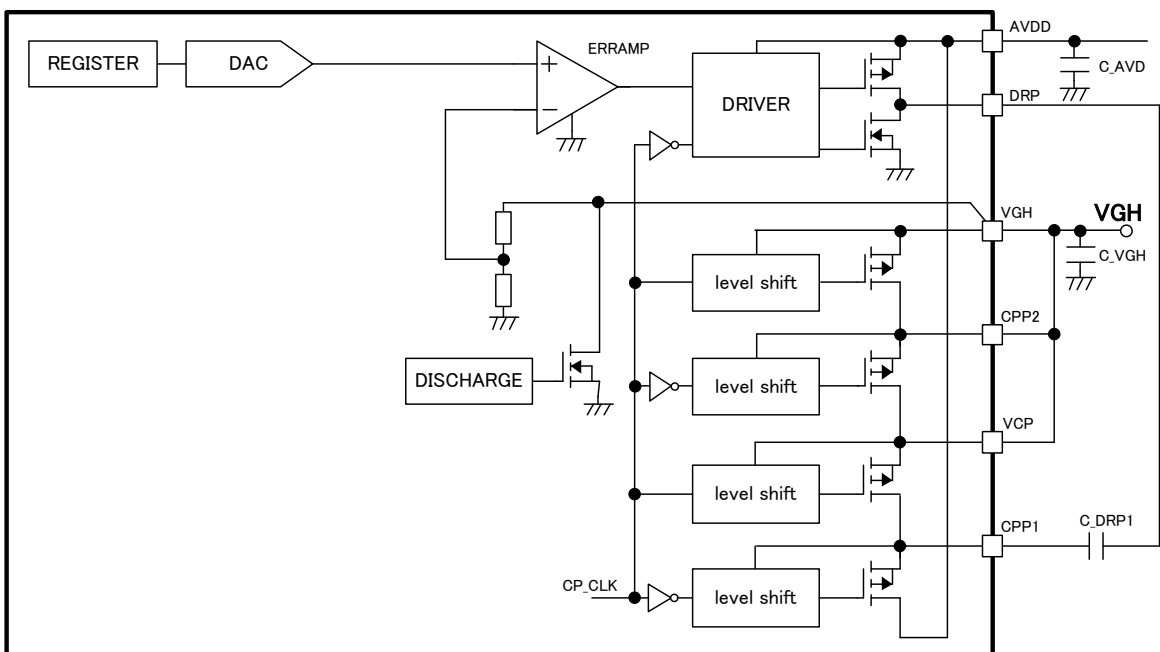 AVDD
REGISTER
DAC
ERRAMP
+
−
DRIVER
C_AVD
DRP
VGH
VGH
C_VGH
level shift
CPP2
DISCHARGE
level shift
VCP
level shift
CPP1
C_DRP1
CP_CLK
level shift